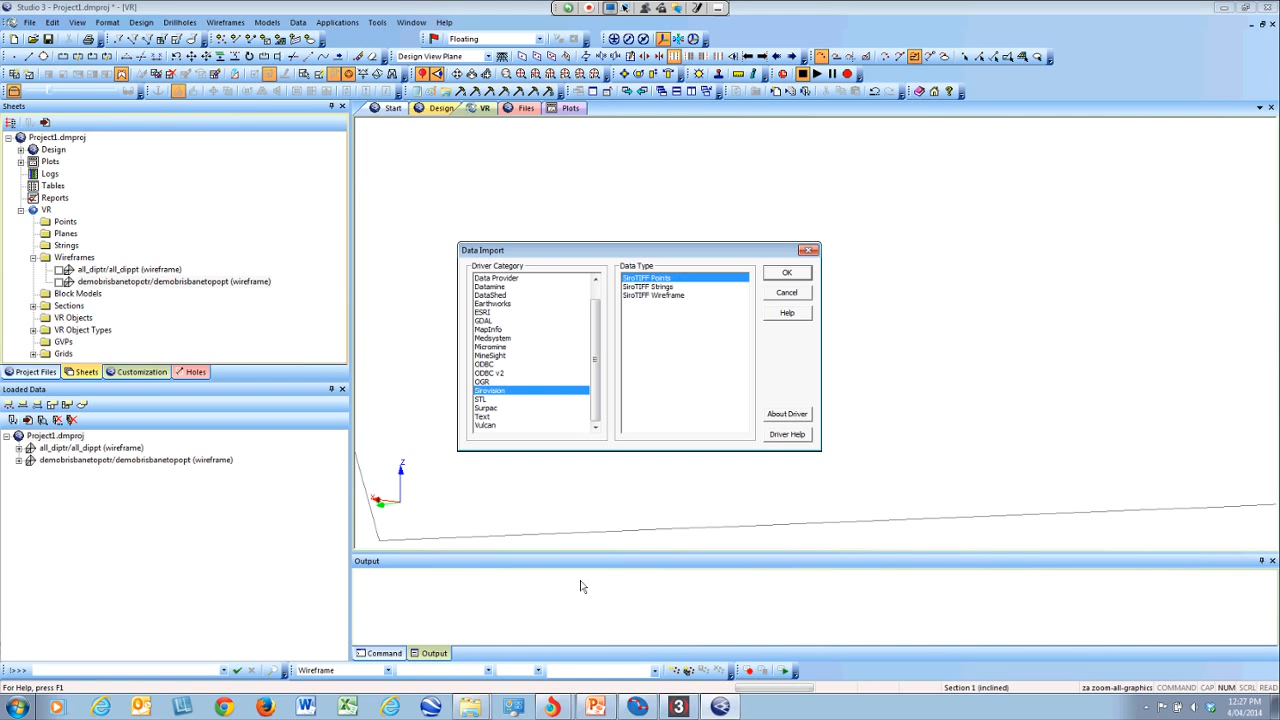 Studio 3 - Project1.dmproj * - [VR]
File Edit View Format Design Drillholes Wireframes Models Data Applications Tools Window Help
Floating
Design View Plane
Sheets
Start Design VR Files Plots
Project1.dmproj
Design
Plots
Logs
Tables
Reports
VR
Points
Planes
Strings
Wireframes
all_diptr/all_dippt (wireframe)
demobrisbanetopotr/demobrisbanetopopt (wireframe)
Block Models
Sections
VR Objects
VR Object Types
GVPs
Grids
Project Files Sheets Customization Holes
Loaded Data
Project1.dmproj
all_diptr/all_dippt (wireframe)
demobrisbanetopotr/demobrisbanetopopt (wireframe)
Data Import
Driver Category
Data Provider
Datamine
DataShed
Earthworks
ESRI
GDAL
MapInfo
Medsystem
Micromine
MineSight
ODBC
ODBC v2
OGR
Sirovision
STL
Surpac
Text
Vulcan
Data Type
SiroTIFF Points
SiroTIFF Strings
SiroTIFF Wireframe
OK
Cancel
Help
About Driver
Driver Help
Z
Output
Command Output
!>>> Wireframe
For Help, press F1
Section 1 (inclined) za zoom-all-graphics COMMAND CAP NUM SCRL READ
12:27 PM
4/04/2014